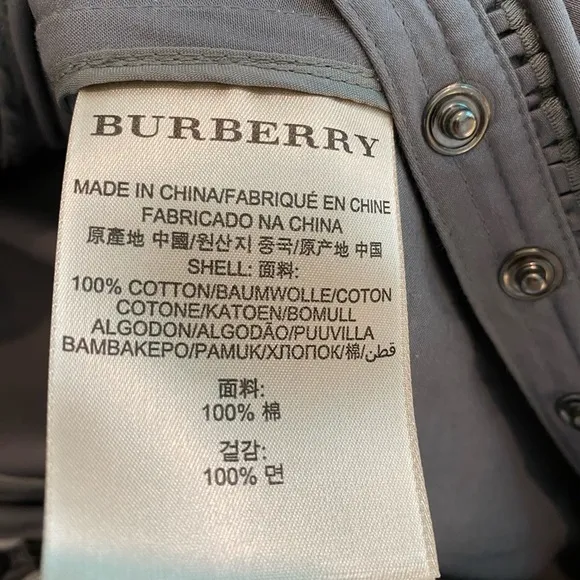 BURBERRY
MADE IN CHINA/FABRIQUÉ EN CHINE
FABRICADO NA CHINA
原產地 中國/원산지 중국/原产地 中国
SHELL: 面料:
100% COTTON/BAUMWOLLE/COTON
COTONE/KATOEN/BOMULL
ALGODON/ALGODÃO/PUUVILLA
BAMBAKEPO/PAMUK/ХЛОПОК/棉/قطن
面料:
100% 棉
겉감:
100% 면